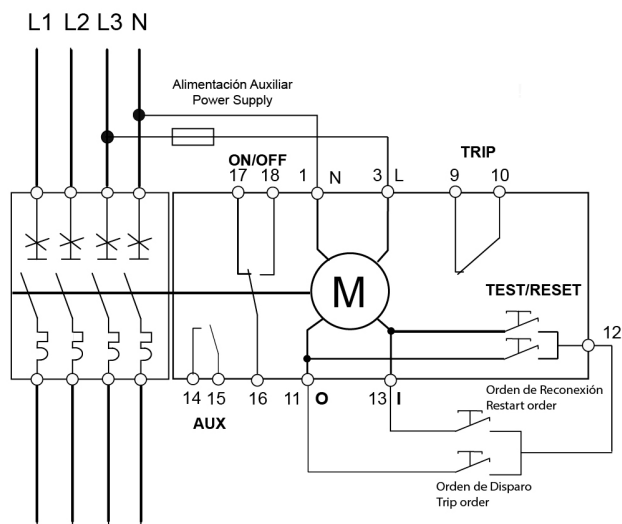 L1 L2 L3 N
Alimentación Auxiliar
Power Supply
ON/OFF
TRIP
17 18 1 N 3 L 9 10
M
TEST/RESET
12
14 15 16 11 O 13 I
AUX
Orden de Reconexión
Restart order
Orden de Disparo
Trip order